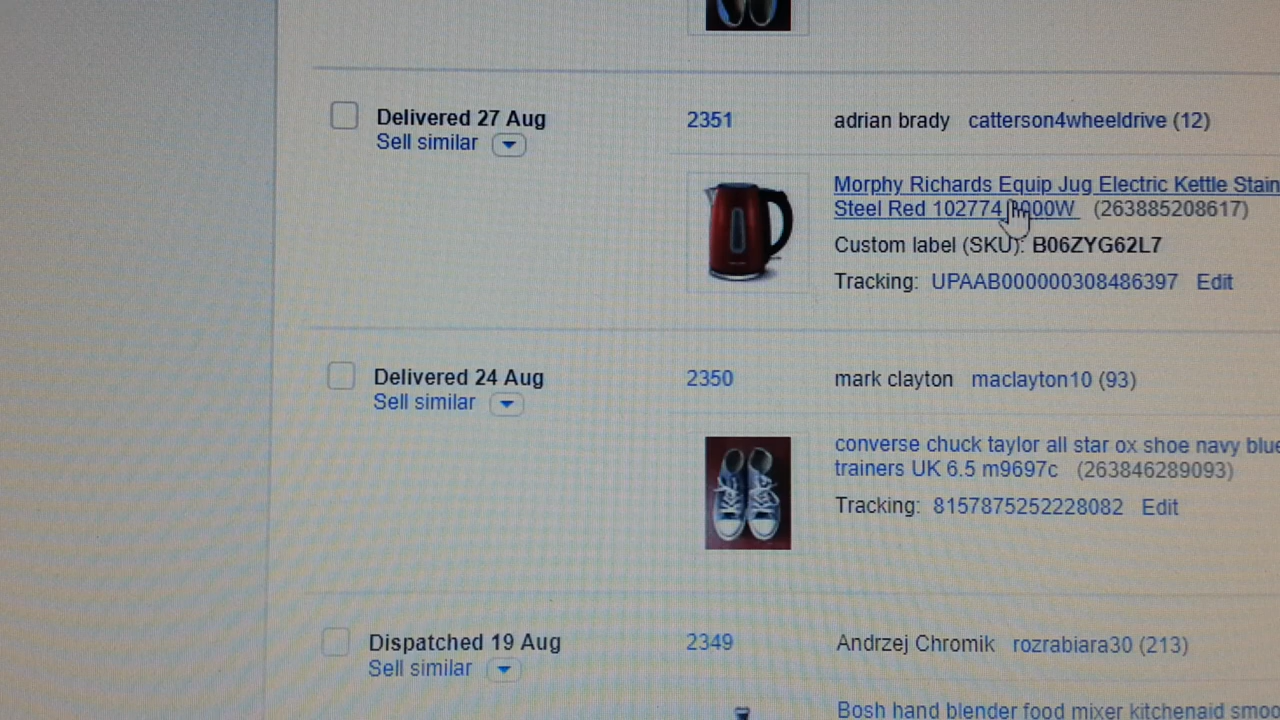 Delivered 27 Aug
Sell similar
2351
adrian brady catterson4wheeldrive (12)
Morphy Richards Equip Jug Electric Kettle Stain
Steel Red 102774 (263885208617)
Custom label (SKU): B06ZYG62L7
Tracking: UPAAB000000308486397 Edit
Delivered 24 Aug
Sell similar
2350
mark clayton maclayton10 (93)
converse chuck taylor all star ox shoe navy blue
trainers UK 6.5 m9697c (263846289093)
Tracking: 8157875252228082 Edit
Dispatched 19 Aug
Sell similar
2349
Andrzej Chromik rozrabiara30 (213)
Bosh hand blender food mixer kitchenaid smoo